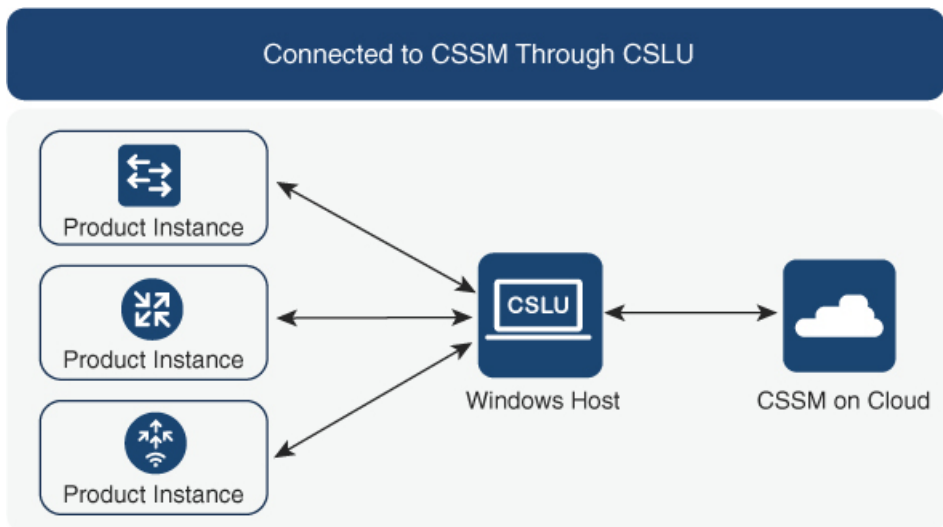 Connected to CSSM Through CSLU
Product Instance
Product Instance
Product Instance
CSLU
Windows Host
CSSM on Cloud